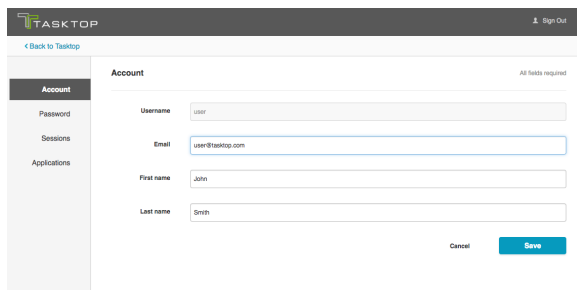 TASKTOP
Sign Out
< Back to Tasktop
Account
Password
Sessions
Applications
Account
All fields required
Username
user
Email
user@tasktop.com
First name
John
Last name
Smith
Cancel
Save